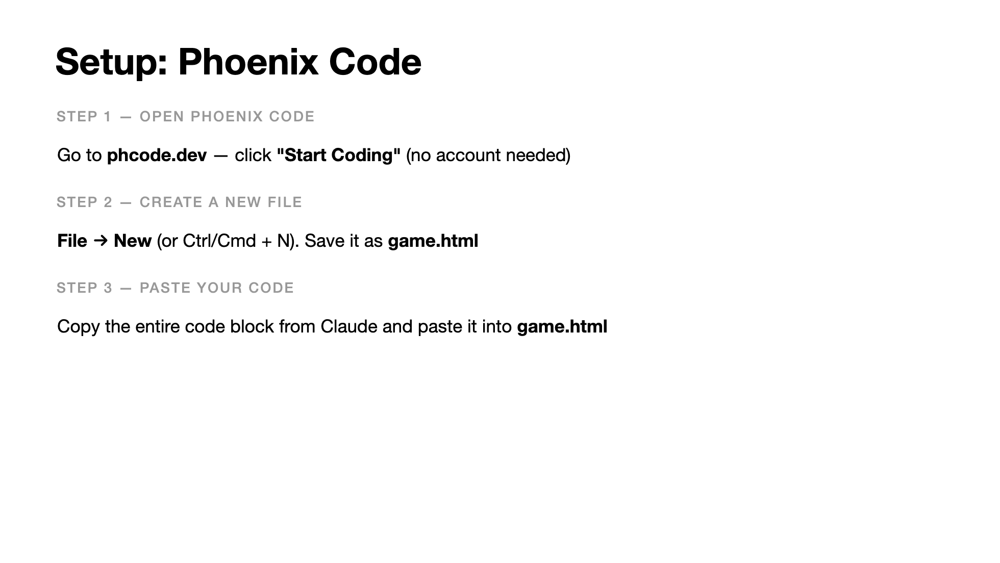 Setup: Phoenix Code
STEP 1 — OPEN PHOENIX CODE
Go to phcode.dev — click "Start Coding" (no account needed)
STEP 2 — CREATE A NEW FILE
File → New (or Ctrl/Cmd + N). Save it as game.html
STEP 3 — PASTE YOUR CODE
Copy the entire code block from Claude and paste it into game.html